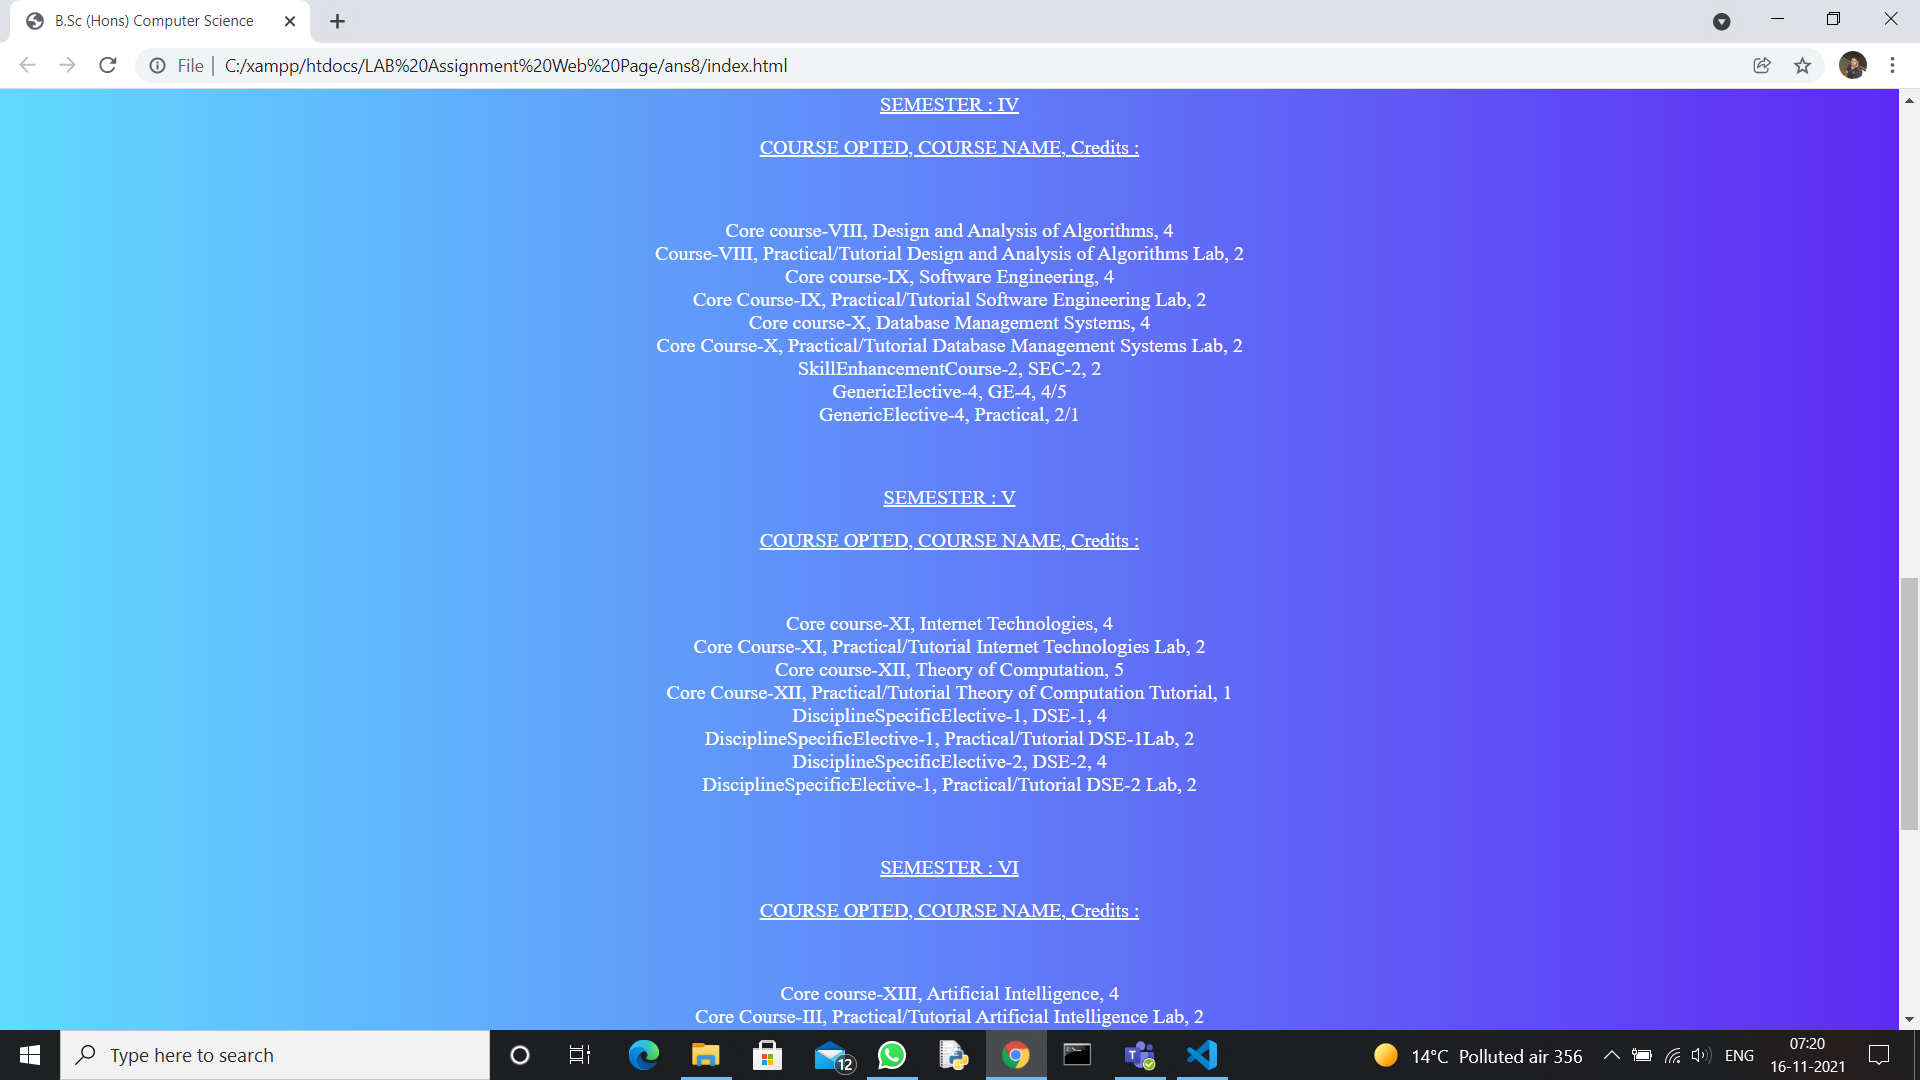 B.Sc (Hons) Computer Science
File
C:/xampp/htdocs/LAB%20Assignment%20Web%20Page/ans8/index.html
SEMESTER : IV
COURSE OPTED, COURSE NAME, Credits :
Core course-VIII, Design and Analysis of Algorithms, 4
Course-VIII, Practical/Tutorial Design and Analysis of Algorithms Lab, 2
Core course-IX, Software Engineering, 4
Core Course-IX, Practical/Tutorial Software Engineering Lab, 2
Core course-X, Database Management Systems, 4
Core Course-X, Practical/Tutorial Database Management Systems Lab, 2
SkillEnhancementCourse-2, SEC-2, 2
GenericElective-4, GE-4, 4/5
GenericElective-4, Practical, 2/1
SEMESTER : V
COURSE OPTED, COURSE NAME, Credits :
Core course-XI, Internet Technologies, 4
Core Course-XI, Practical/Tutorial Internet Technologies Lab, 2
Core course-XII, Theory of Computation, 5
Core Course-XII, Practical/Tutorial Theory of Computation Tutorial, 1
DisciplineSpecificElective-1, DSE-1, 4
DisciplineSpecificElective-1, Practical/Tutorial DSE-1Lab, 2
DisciplineSpecificElective-2, DSE-2, 4
DisciplineSpecificElective-1, Practical/Tutorial DSE-2 Lab, 2
SEMESTER : VI
COURSE OPTED, COURSE NAME, Credits :
Core course-XIII, Artificial Intelligence, 4
Core Course-III, Practical/Tutorial Artificial Intelligence Lab, 2
Type here to search
12
14°C Polluted air 356
ENG
07:20
16-11-2021